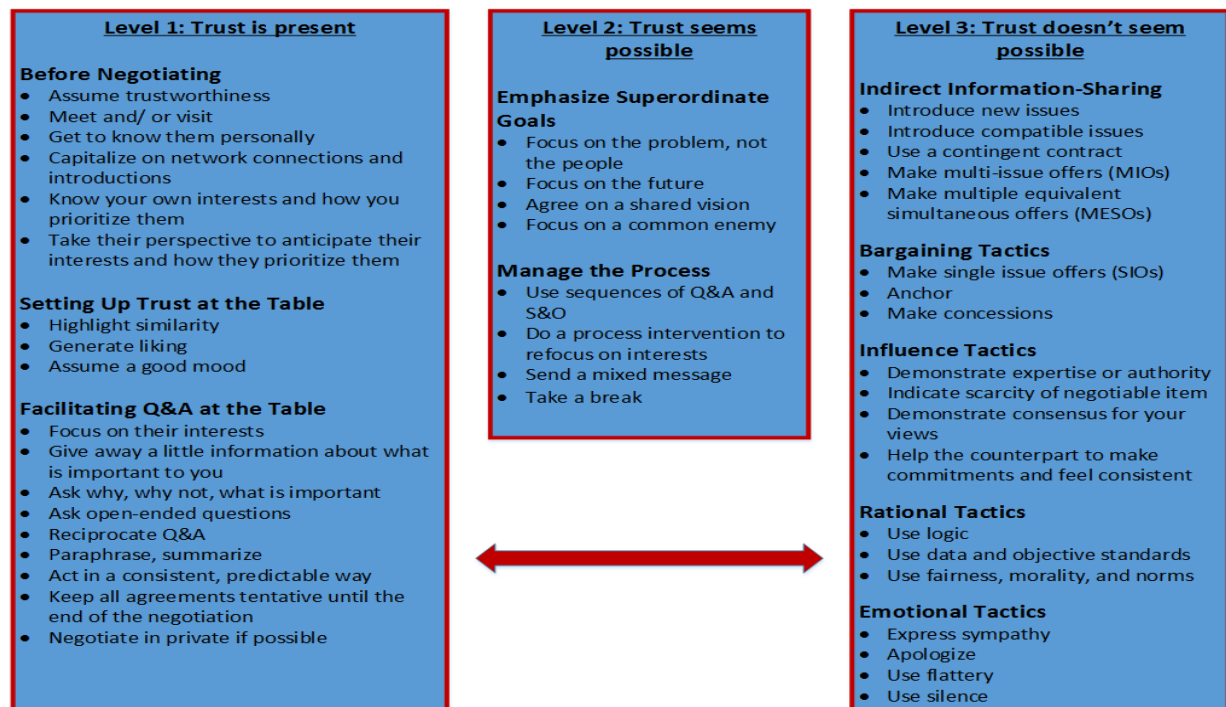 Level 1: Trust is present
Before Negotiating
• Assume trustworthiness
• Meet and/ or visit
• Get to know them personally
• Capitalize on network connections and
introductions
• Know your own interests and how you
prioritize them
• Take their perspective to anticipate their
interests and how they prioritize them
Setting Up Trust at the Table
• Highlight similarity
• Generate liking
• Assume a good mood
Facilitating Q&A at the Table
• Focus on their interests
• Give away a little information about what
is important to you
• Ask why, why not, what is important
• Ask open-ended questions
• Reciprocate Q&A
• Paraphrase, summarize
• Act in a consistent, predictable way
• Keep all agreements tentative until the
end of the negotiation
• Negotiate in private if possible
Level 2: Trust seems
possible
Emphasize Superordinate
Goals
• Focus on the problem, not
the people
• Focus on the future
• Agree on a shared vision
• Focus on a common enemy
Manage the Process
• Use sequences of Q&A and
S&O
• Do a process intervention to
refocus on interests
• Send a mixed message
• Take a break
Level 3: Trust doesn’t seem
possible
Indirect Information-Sharing
• Introduce new issues
• Introduce compatible issues
• Use a contingent contract
• Make multi-issue offers (MIOs)
• Make multiple equivalent
simultaneous offers (MESOs)
Bargaining Tactics
• Make single issue offers (SIOs)
• Anchor
• Make concessions
Influence Tactics
• Demonstrate expertise or authority
• Indicate scarcity of negotiable item
• Demonstrate consensus for your
views
• Help the counterpart to make
commitments and feel consistent
Rational Tactics
• Use logic
• Use data and objective standards
• Use fairness, morality, and norms
Emotional Tactics
• Express sympathy
• Apologize
• Use flattery
• Use silence